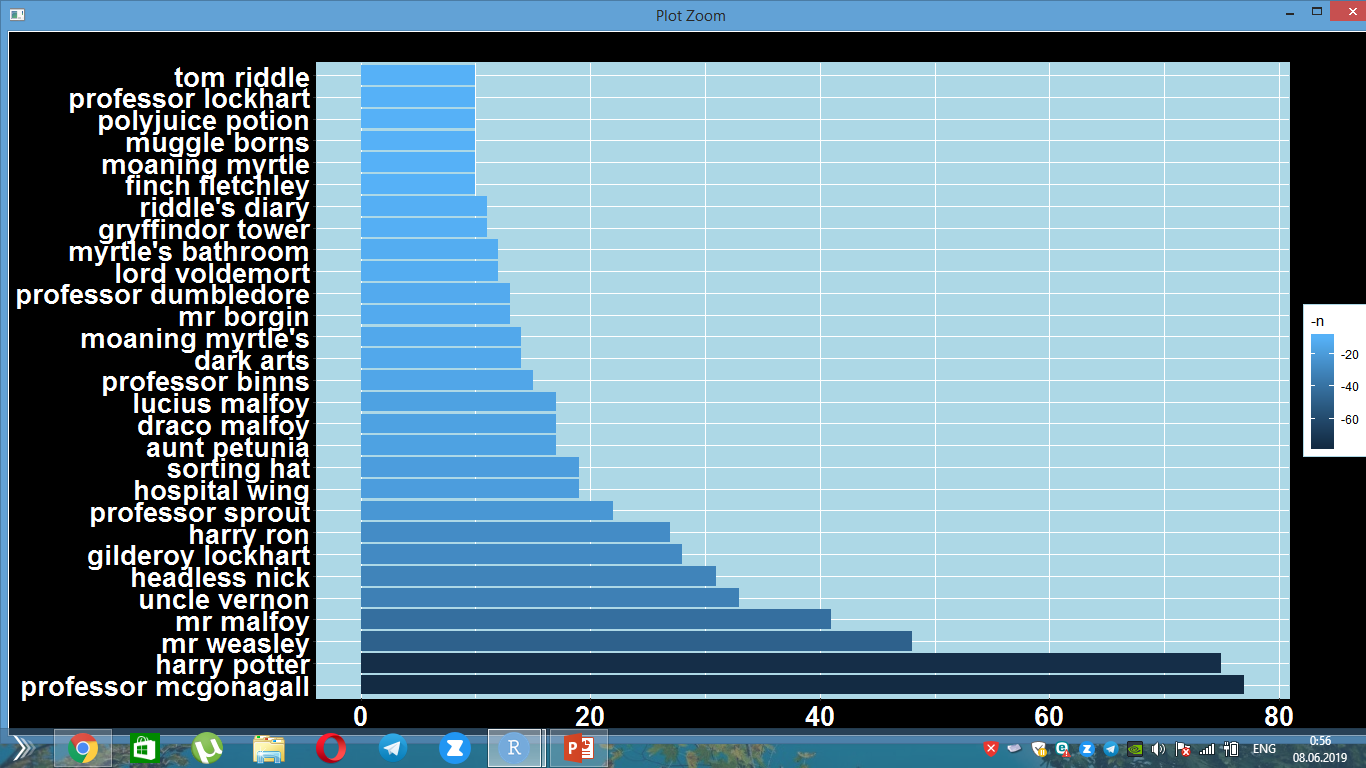 Plot Zoom
tom riddle
professor lockhart
polyjuice potion
muggle borns
moaning myrtle
finch fletchley
riddle's diary
gryffindor tower
myrtle's bathroom
lord voldemort
professor dumbledore
mr borgin
moaning myrtle's
dark arts
professor binns
lucius malfoy
draco malfoy
aunt petunia
sorting hat
hospital wing
professor sprout
harry ron
gilderoy lockhart
headless nick
uncle vernon
mr malfoy
mr weasley
harry potter
professor mcgonagall
0 20 40 60 80
-n
-20
-40
-60
R
P
ENG
0:56
08.06.2019